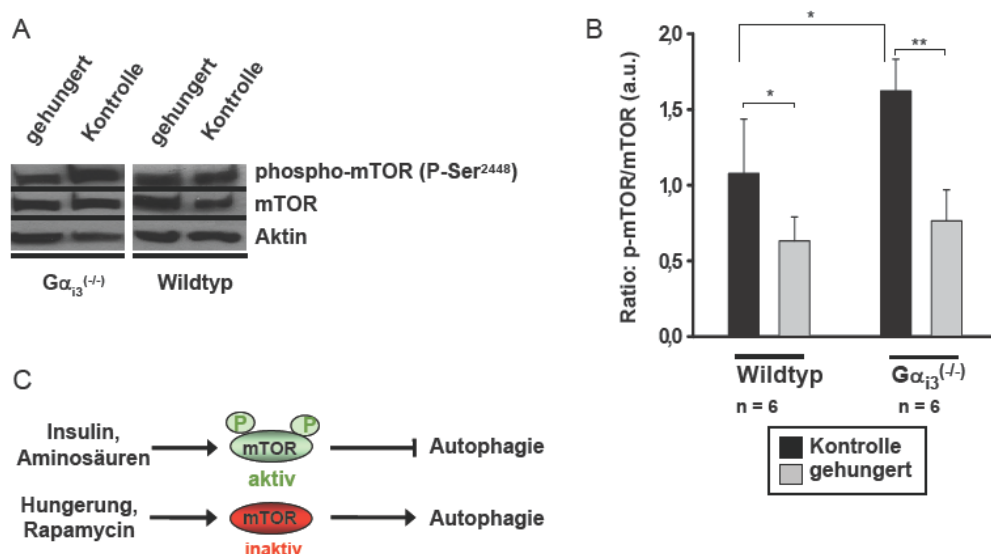 A
gehungert
Kontrolle
gehungert
Kontrolle
phospho-mTOR (P-Ser²⁴⁴⁸)
mTOR
Aktin
Gαi3(-/-)
Wildtyp
B
Ratio: p-mTOR/mTOR (a.u.)
2,0
1,5
1,0
0,5
0,0
*
*
**
Wildtyp
Gαi3(-/-)
n = 6
n = 6
Kontrolle
gehungert
C
Insulin,
Aminosäuren
P
P
mTOR
aktiv
Autophagie
Hungerung,
Rapamycin
mTOR
inaktiv
Autophagie